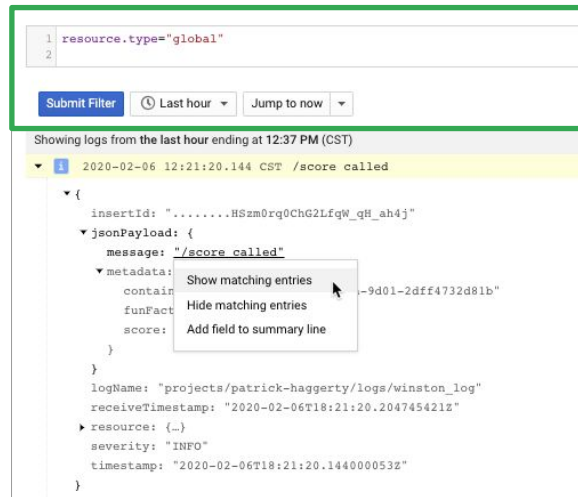 1 resource.type="global"
2
Submit Filter Last hour Jump to now
Showing logs from the last hour ending at 12:37 PM (CST)
i 2020-02-06 12:21:20.144 CST /score called
{
insertId: "........HSzm0rq0ChG2LfqW_qH_ah4j"
jsonPayload: {
message: "/score called"
metadata:
Show matching entries
contain -9d01-2dff4732d81b"
Hide matching entries
funFact
Add field to summary line
score:
}
}
logName: "projects/patrick-haggerty/logs/winston_log"
receiveTimestamp: "2020-02-06T18:21:20.204745421Z"
resource: {…}
severity: "INFO"
timestamp: "2020-02-06T18:21:20.144000053Z"
}